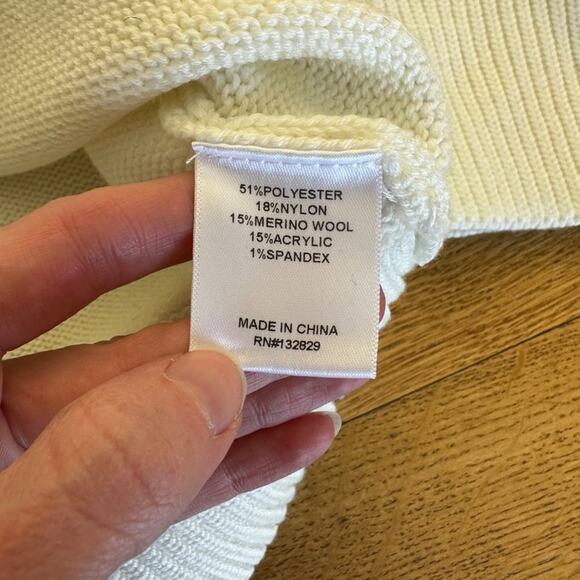 51%POLYESTER
18%NYLON
15%MERINO WOOL
15%ACRYLIC
1%SPANDEX
MADE IN CHINA
RN#132829